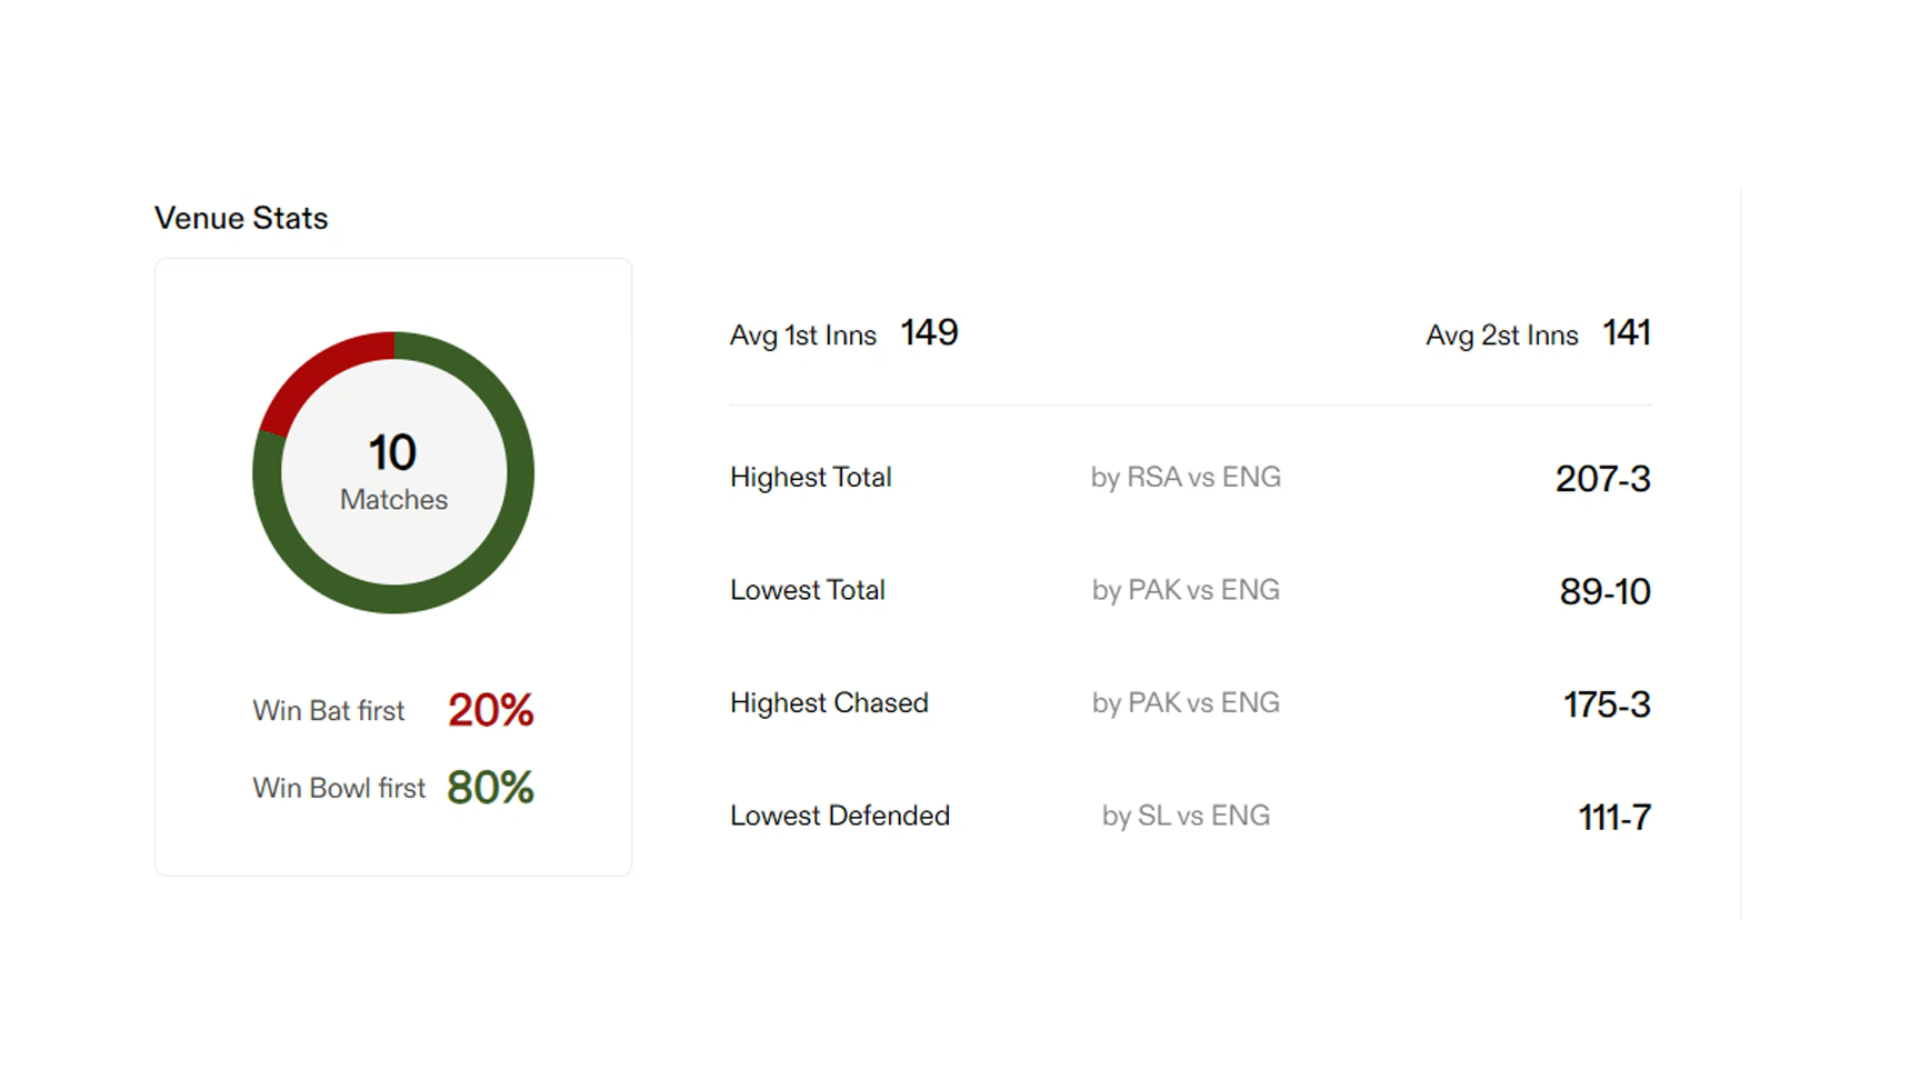 Venue Stats
10
Matches
Win Bat first 20%
Win Bowl first 80%
Avg 1st Inns 149
Avg 2st Inns 141
Highest Total by RSA vs ENG 207-3
Lowest Total by PAK vs ENG 89-10
Highest Chased by PAK vs ENG 175-3
Lowest Defended by SL vs ENG 111-7